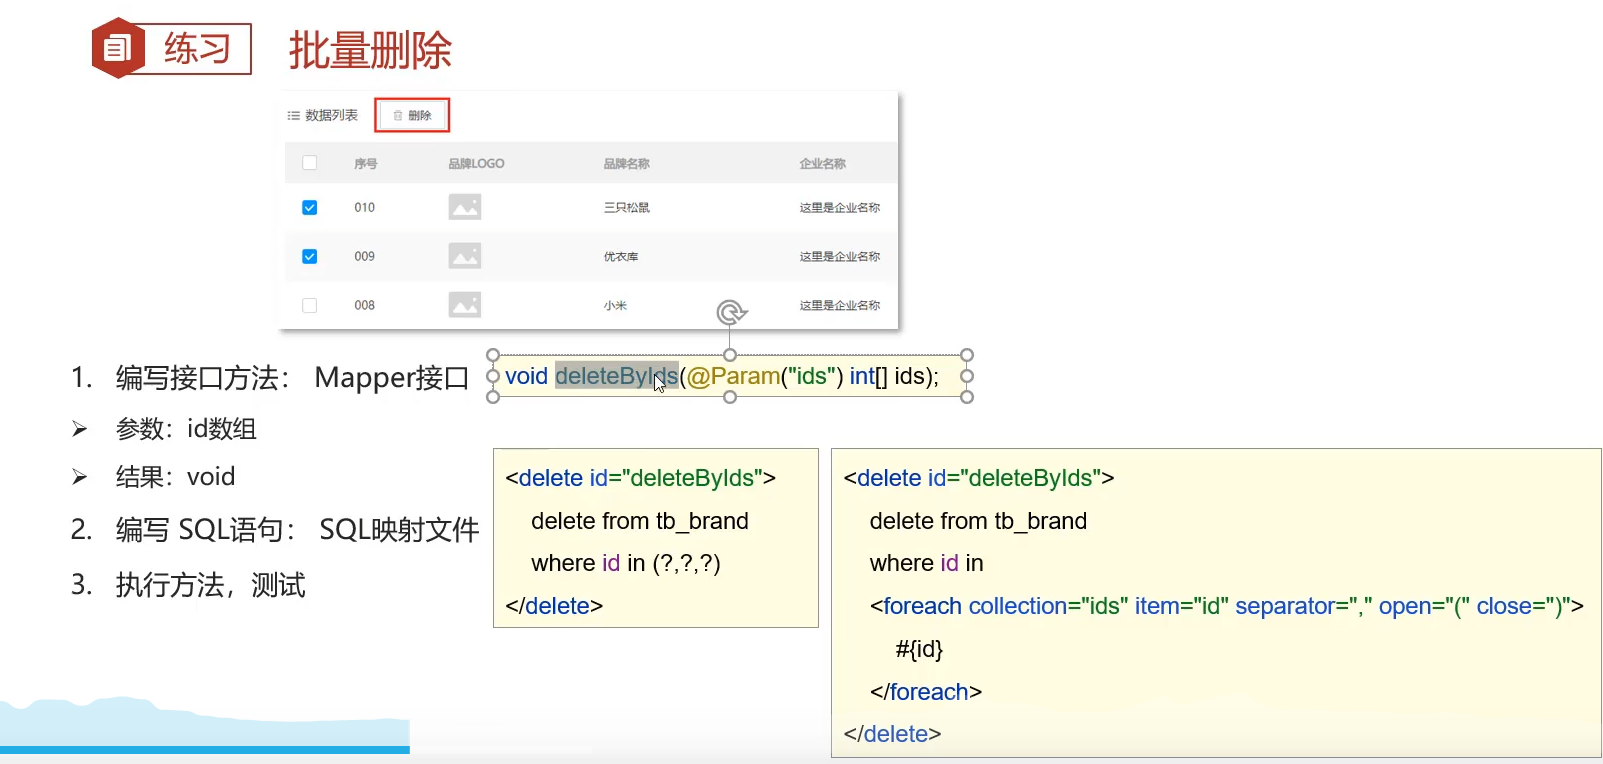 练习
批量删除
数据列表 删除
序号 品牌LOGO 品牌名称 企业名称
010 三只松鼠 这里是企业名称
009 优衣库 这里是企业名称
008 小米 这里是企业名称
1. 编写接口方法： Mapper接口
void deleteByIds(@Param("ids") int[] ids);
➢ 参数：id数组
➢ 结果：void
2. 编写 SQL语句： SQL映射文件
3. 执行方法，测试
<delete id="deleteByIds">
delete from tb_brand
where id in (?,?,?)
</delete>
<delete id="deleteByIds">
delete from tb_brand
where id in
<foreach collection="ids" item="id" separator="," open="(" close=")">
#{id}
</foreach>
</delete>